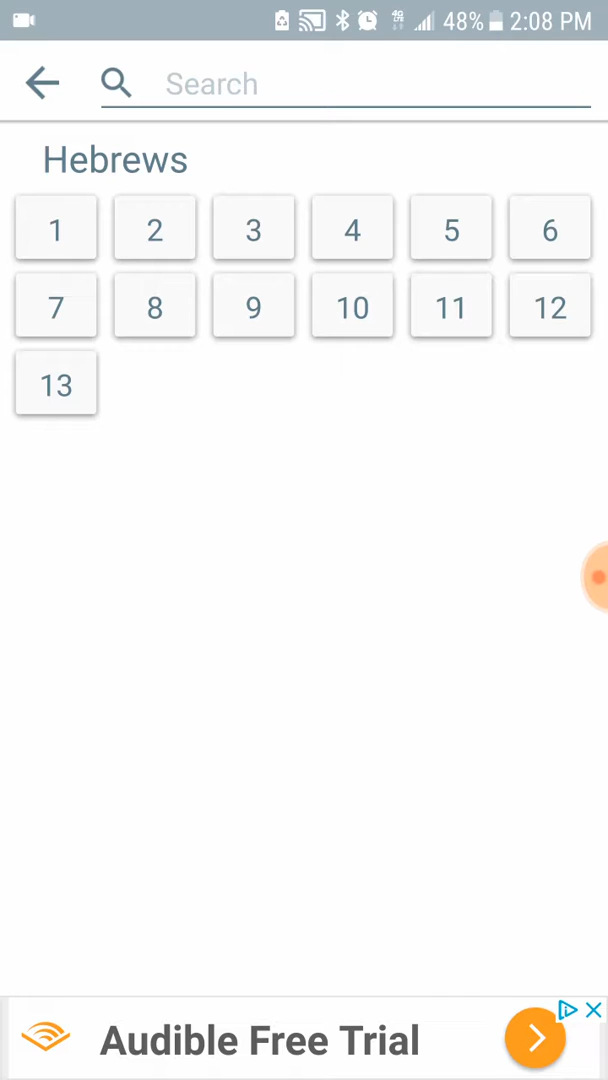 48% 2:08 PM
Search
Hebrews
1 2 3 4 5 6
7 8 9 10 11 12
13
Audible Free Trial